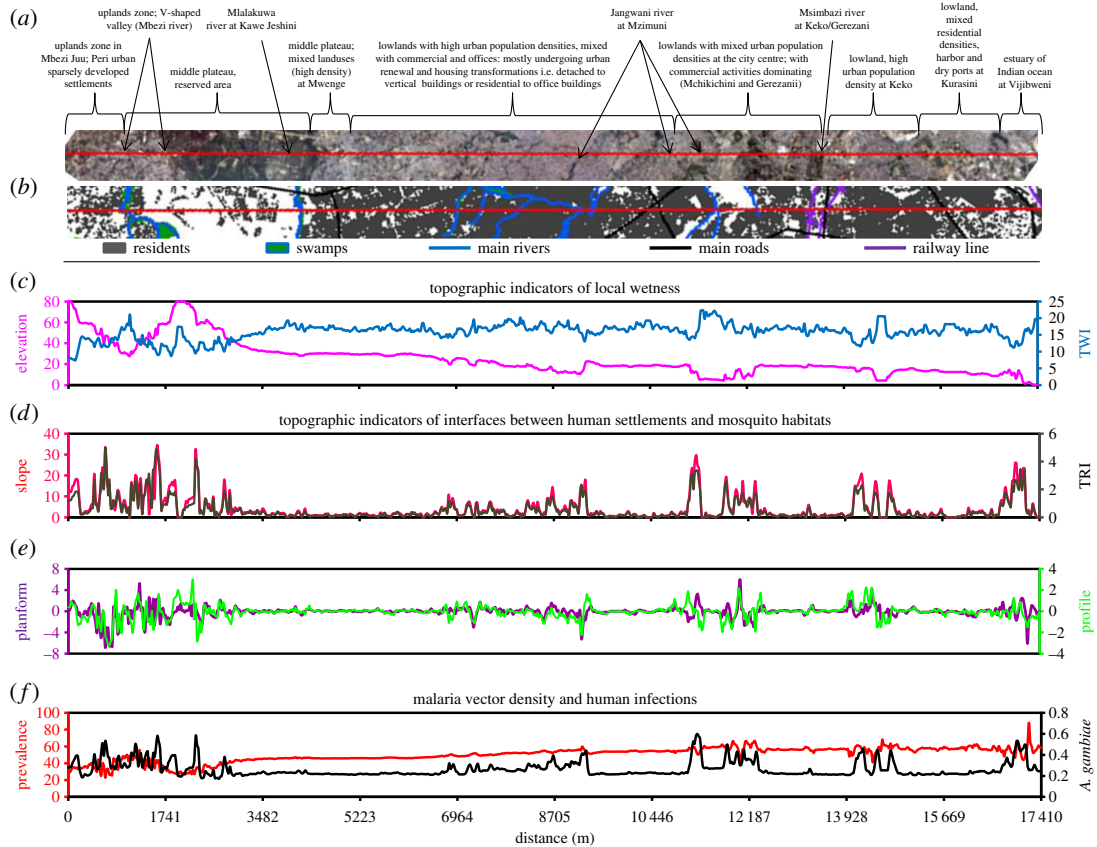 (a)
uplands zone; V-shaped
valley (Mbezi river)
Mlalakuwa
river at Kawe Jeshini
Jangwani river
at Mzimuni
Msimbazi river
at Keko/Gerezani
uplands zone in
Mbezi Juu; Peri urban
sparsely developed
settlements
middle plateau,
reserved area
middle plateau;
mixed landuses
(high density)
at Mwenge
lowlands with high urban population densities, mixed
with commercial and offices: mostly undergoing urban
renewal and housing transformations i.e. detached to
vertical buildings or residential to office buildings
lowlands with mixed urban population
densities at the city centre; with
commercial activities dominating
(Mchikichini and Gerezanii)
lowland, high
urban population
density at Keko
lowland,
mixed
residential
densities,
harbor and
dry ports at
Kurasini
estuary of
Indian ocean
at Vijibweni
(b)
residents
swamps
main rivers
main roads
railway line
(c)
topographic indicators of local wetness
elevation
80
60
40
20
0
25
20
15
10
5
0
TWI
(d)
topographic indicators of interfaces between human settlements and mosquito habitats
slope
40
30
20
10
0
6
4
2
0
TRI
(e)
planform
8
4
0
−4
−8
4
2
0
−2
−4
profile
(f)
malaria vector density and human infections
prevalence
100
80
60
40
20
0
0.8
0.6
0.4
0.2
0
A. gambiae
0 1741 3482 5223 6964 8705 10 446 12 187 13 928 15 669 17 410
distance (m)